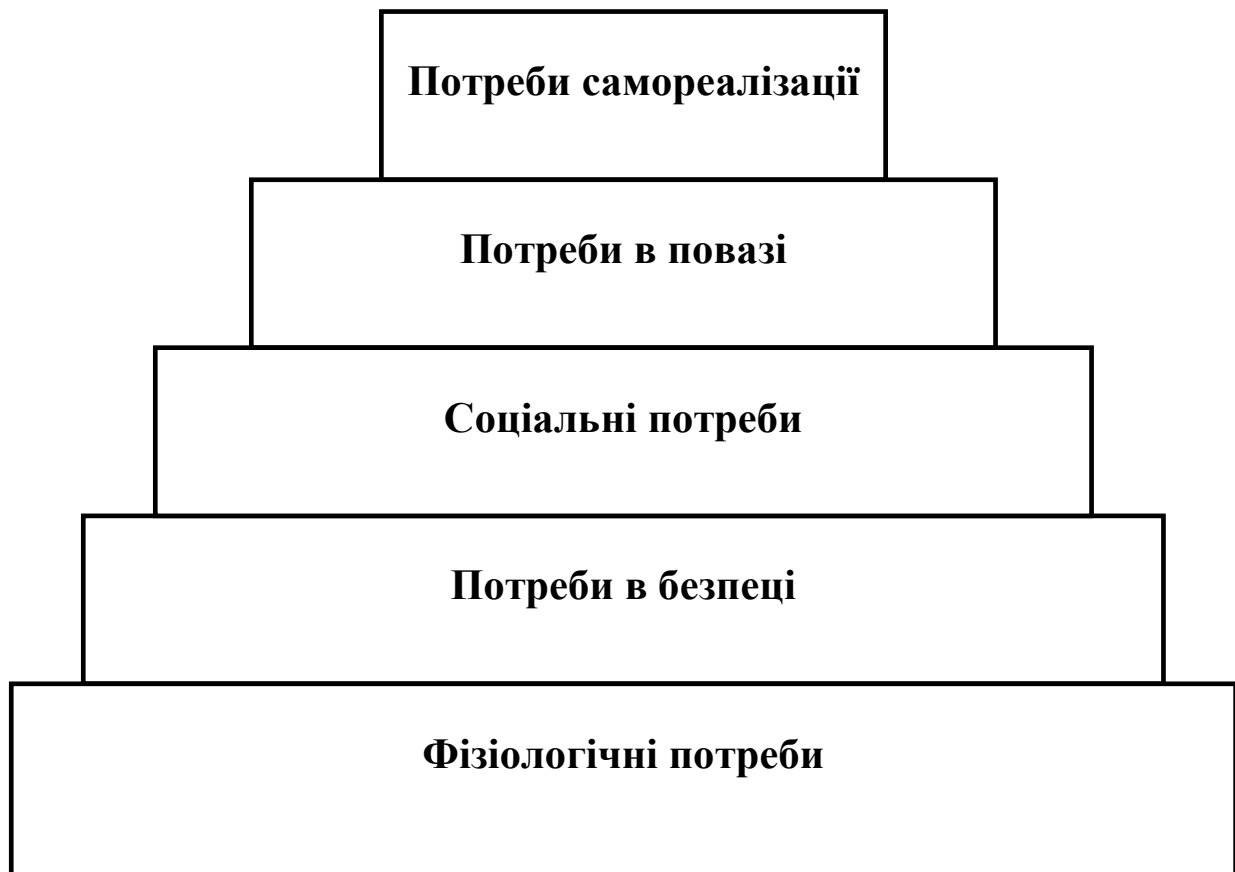 Потреби самореалізації
Потреби в повазі
Соціальні потреби
Потреби в безпеці
Фізіологічні потреби